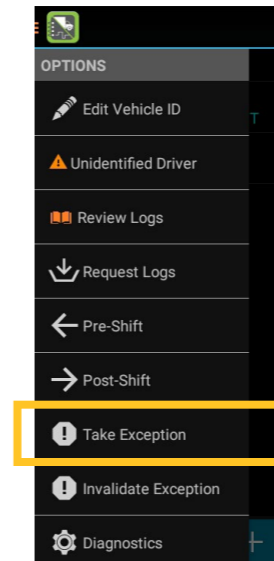 OPTIONS
Edit Vehicle ID
T
Unidentified Driver
Review Logs
Request Logs
Pre-Shift
Post-Shift
Take Exception
Invalidate Exception
Diagnostics